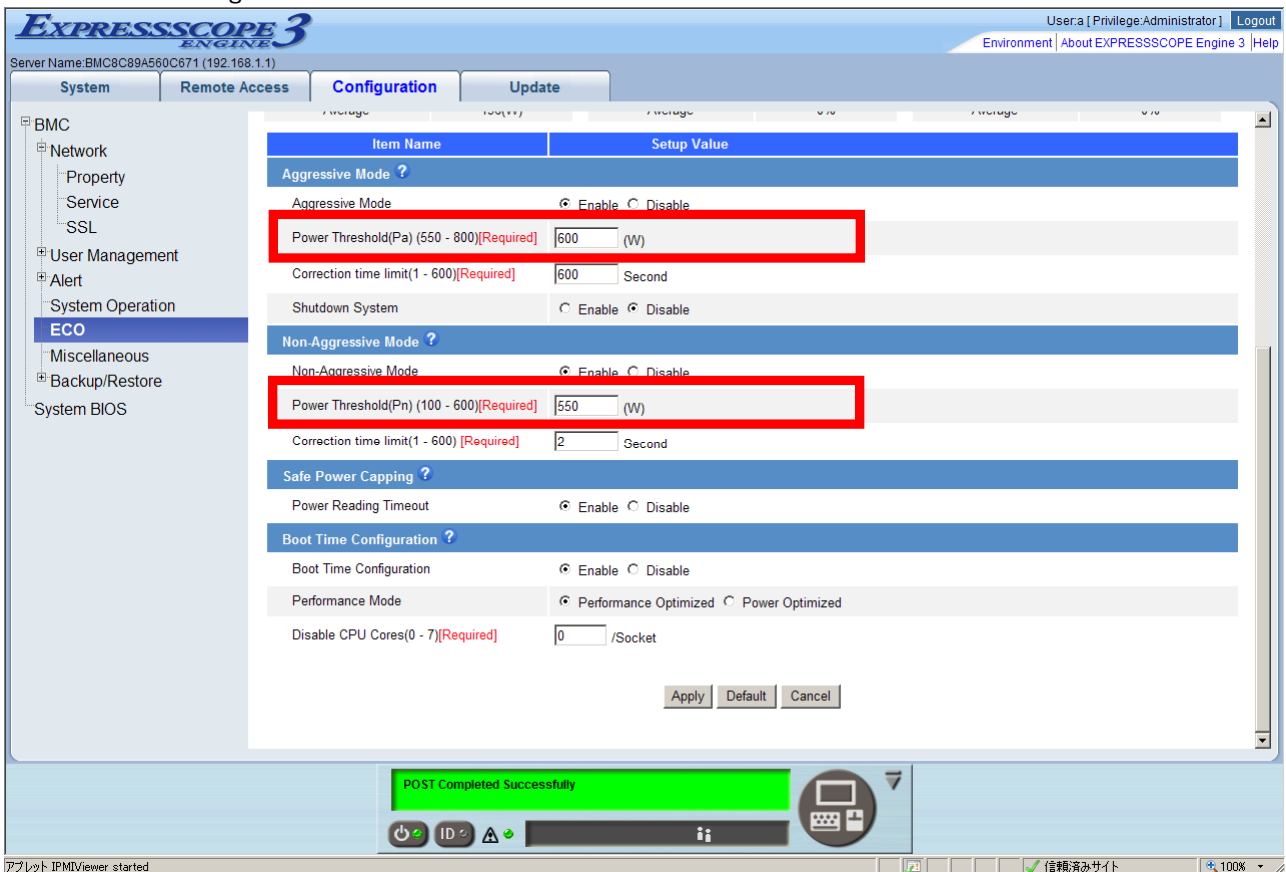 EXPRESSSCOPE
ENGINE 3
User:a [ Privilege:Administrator ] Logout
Environment About EXPRESSSCOPE Engine 3 Help
Server Name:BMC8C89A560C671 (192.168.1.1)
System Remote Access Configuration Update
BMC
Network
Property
Service
SSL
User Management
Alert
System Operation
ECO
Miscellaneous
Backup/Restore
System BIOS
Average Average Average
Item Name Setup Value
Aggressive Mode ?
Aggressive Mode Enable Disable
Power Threshold(Pa) (550 - 800)[Required] 600 (W)
Correction time limit(1 - 600)[Required] 600 Second
Shutdown System Enable Disable
Non-Aggressive Mode ?
Non-Aggressive Mode Enable Disable
Power Threshold(Pn) (100 - 600)[Required] 550 (W)
Correction time limit(1 - 600) [Required] 2 Second
Safe Power Capping ?
Power Reading Timeout Enable Disable
Boot Time Configuration ?
Boot Time Configuration Enable Disable
Performance Mode Performance Optimized Power Optimized
Disable CPU Cores(0 - 7)[Required] 0 /Socket
Apply Default Cancel
POST Completed Successfully
ID
アプレット IPMIViewer started 信頼済みサイト 100%